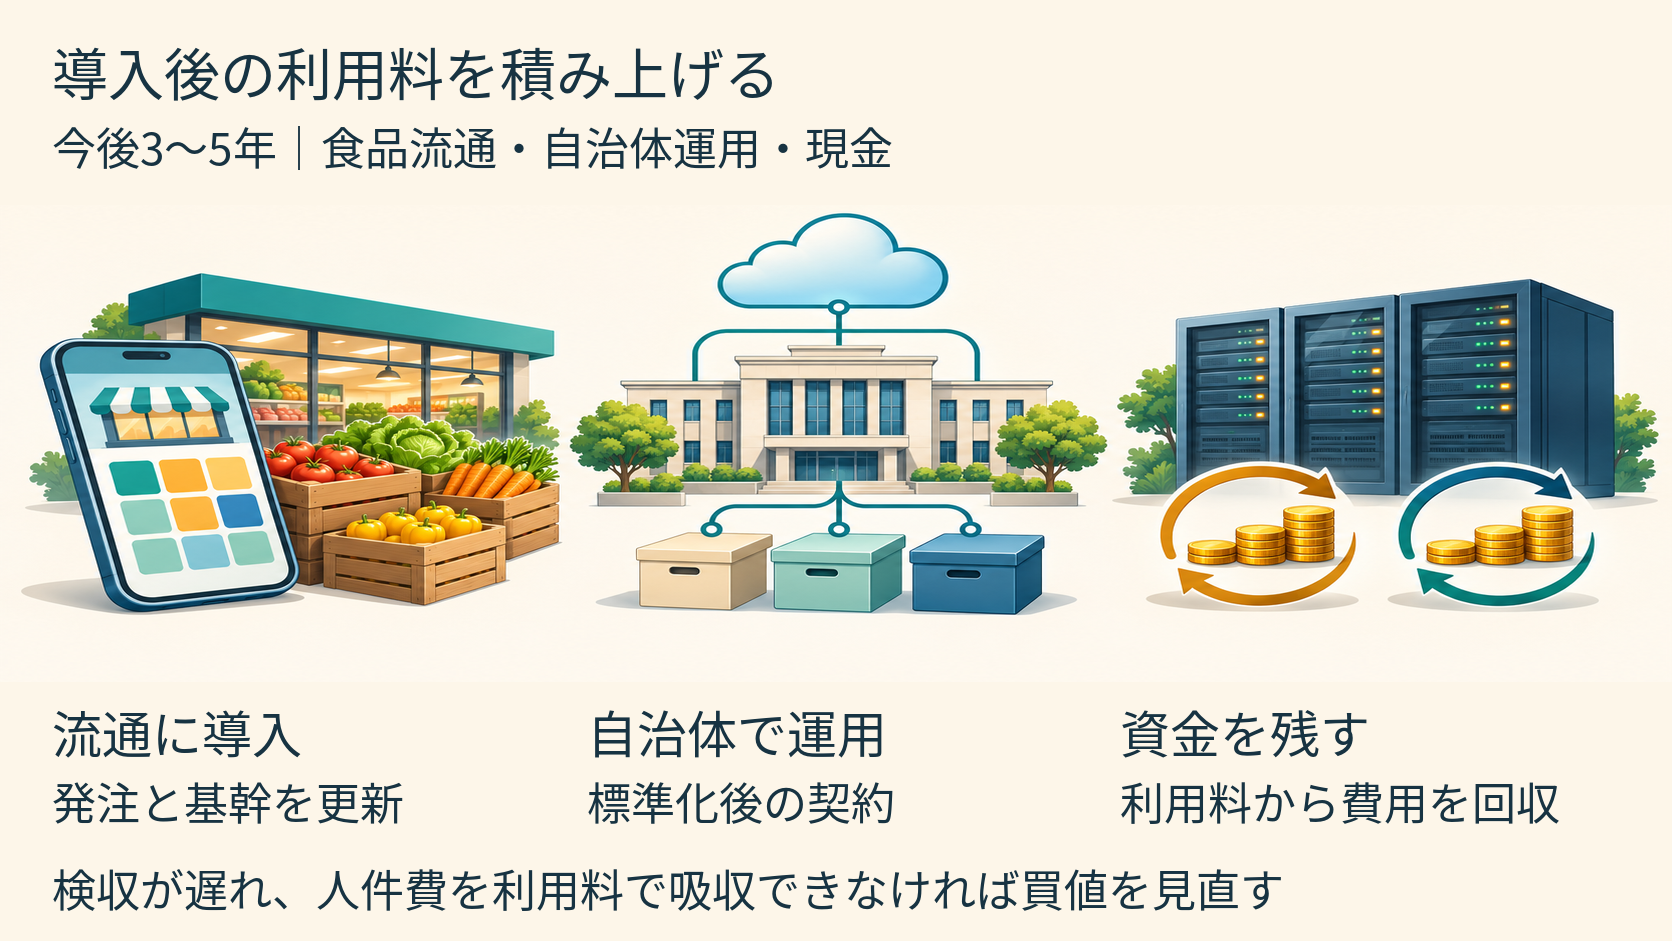 導入後の利用料を積み上げる
今後3〜5年｜食品流通・自治体運用・現金
流通に導入
発注と基幹を更新
自治体で運用
標準化後の契約
資金を残す
利用料から費用を回収
検収が遅れ、人件費を利用料で吸収できなければ買値を見直す